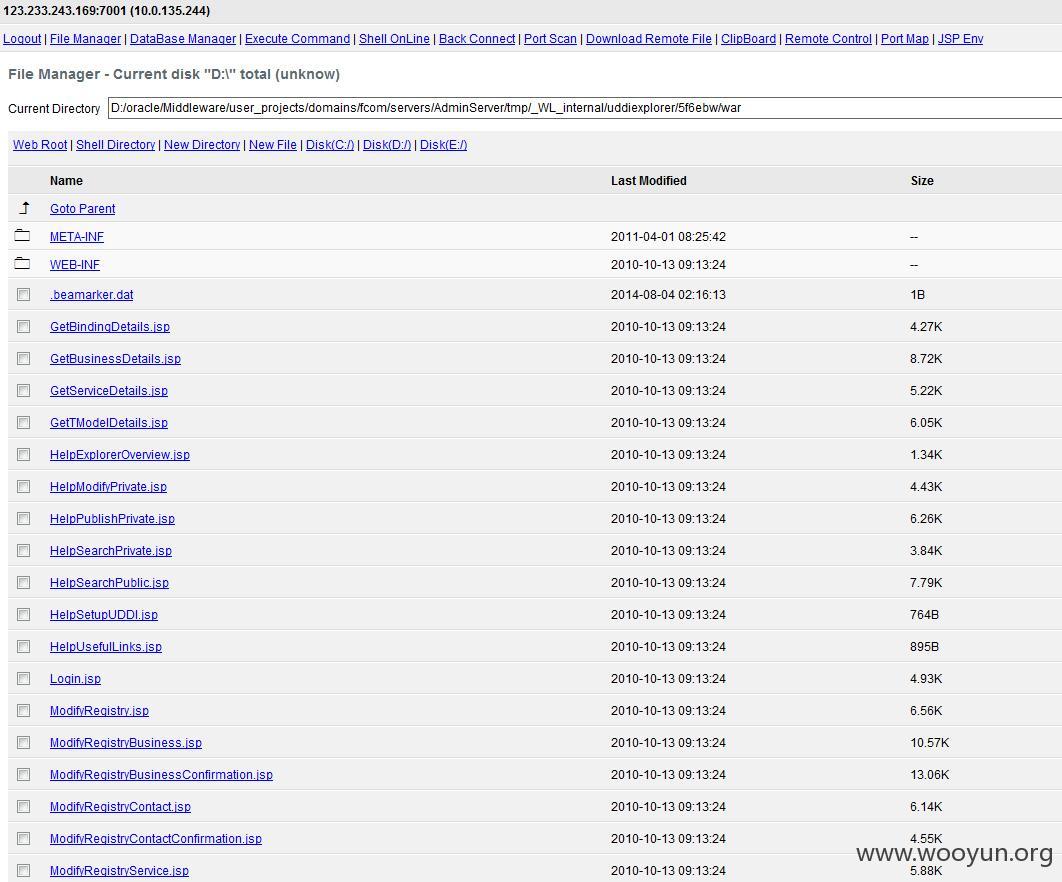 123.233.243.169:7001 (10.0.135.244)
Logout | File Manager | DataBase Manager | Execute Command | Shell OnLine | Back Connect | Port Scan | Download Remote File | ClipBoard | Remote Control | Port Map | JSP Env
File Manager - Current disk "D:\" total (unknow)
Current Directory D:/oracle/Middleware/user_projects/domains/fcom/servers/AdminServer/tmp/_WL_internal/uddiexplorer/5f6ebw/war
Web Root | Shell Directory | New Directory | New File | Disk(C:/) | Disk(D:/) | Disk(E:/)
Name Last Modified Size
Goto Parent
META-INF 2011-04-01 08:25:42 --
WEB-INF 2010-10-13 09:13:24 --
.beamarker.dat 2014-08-04 02:16:13 1B
GetBindingDetails.jsp 2010-10-13 09:13:24 4.27K
GetBusinessDetails.jsp 2010-10-13 09:13:24 8.72K
GetServiceDetails.jsp 2010-10-13 09:13:24 5.22K
GetTModelDetails.jsp 2010-10-13 09:13:24 6.05K
HelpExplorerOverview.jsp 2010-10-13 09:13:24 1.34K
HelpModifyPrivate.jsp 2010-10-13 09:13:24 4.43K
HelpPublishPrivate.jsp 2010-10-13 09:13:24 6.26K
HelpSearchPrivate.jsp 2010-10-13 09:13:24 3.84K
HelpSearchPublic.jsp 2010-10-13 09:13:24 7.79K
HelpSetupUDDI.jsp 2010-10-13 09:13:24 764B
HelpUsefulLinks.jsp 2010-10-13 09:13:24 895B
Login.jsp 2010-10-13 09:13:24 4.93K
ModifyRegistry.jsp 2010-10-13 09:13:24 6.56K
ModifyRegistryBusiness.jsp 2010-10-13 09:13:24 10.57K
ModifyRegistryBusinessConfirmation.jsp 2010-10-13 09:13:24 13.06K
ModifyRegistryContact.jsp 2010-10-13 09:13:24 6.14K
ModifyRegistryContactConfirmation.jsp 2010-10-13 09:13:24 4.55K
www.wooyun.org
ModifyRegistryService.jsp 2010-10-13 09:13:24 5.88K